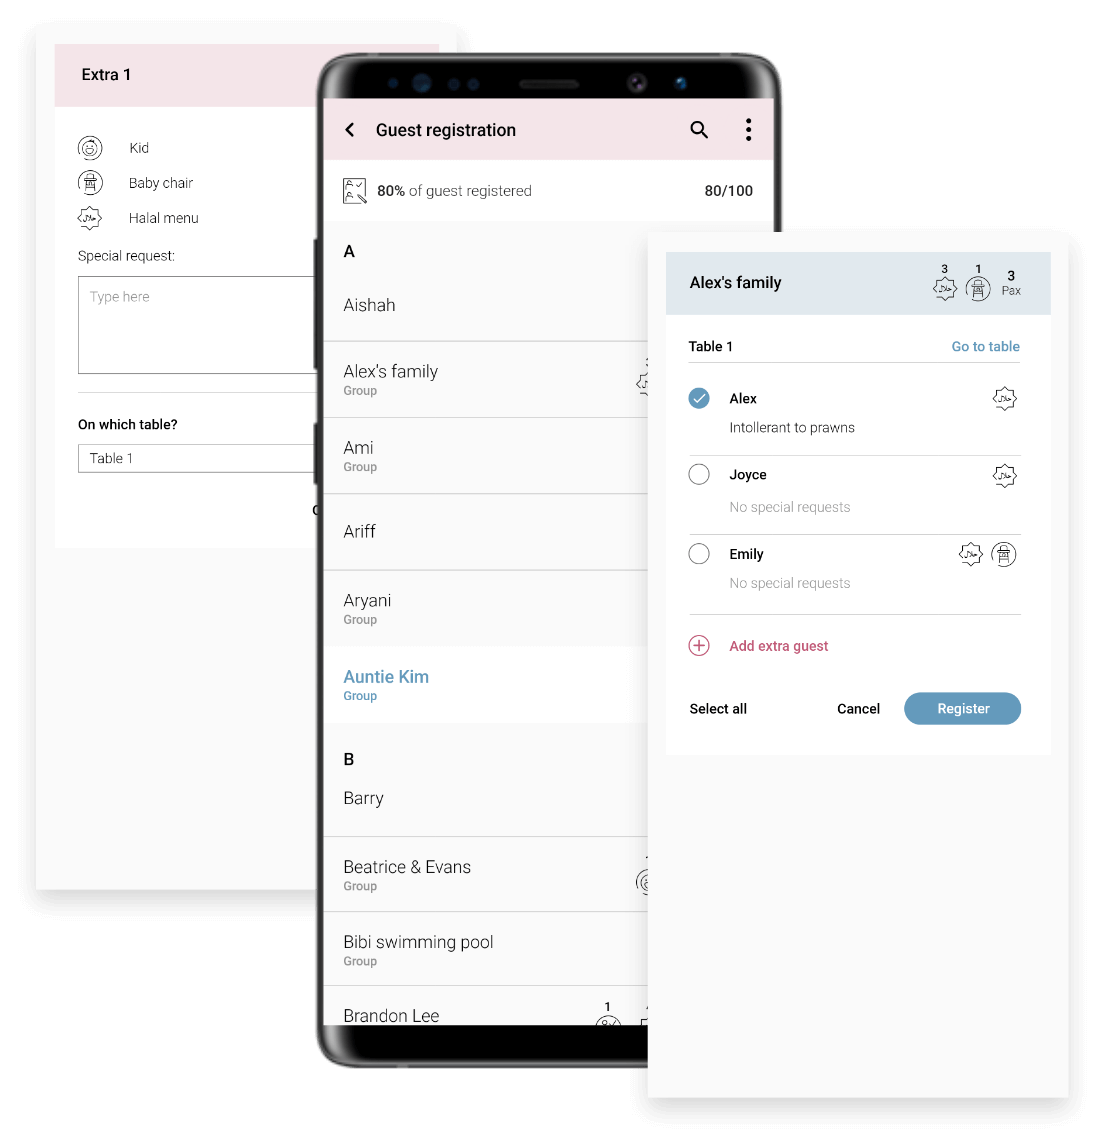 Extra 1
Kid
Baby chair
Halal menu
Special request:
Type here
On which table?
Table 1
Guest registration
80% of guest registered
80/100
A
Aishah
Alex's family
Group
Ami
Group
Ariff
Aryani
Group
Auntie Kim
Group
B
Barry
Beatrice & Evans
Group
Bibi swimming pool
Group
Brandon Lee
1
Alex's family
3
1
3
Pax
Table 1
Go to table
Alex
Intollerant to prawns
Joyce
No special requests
Emily
No special requests
Add extra guest
Select all
Cancel
Register